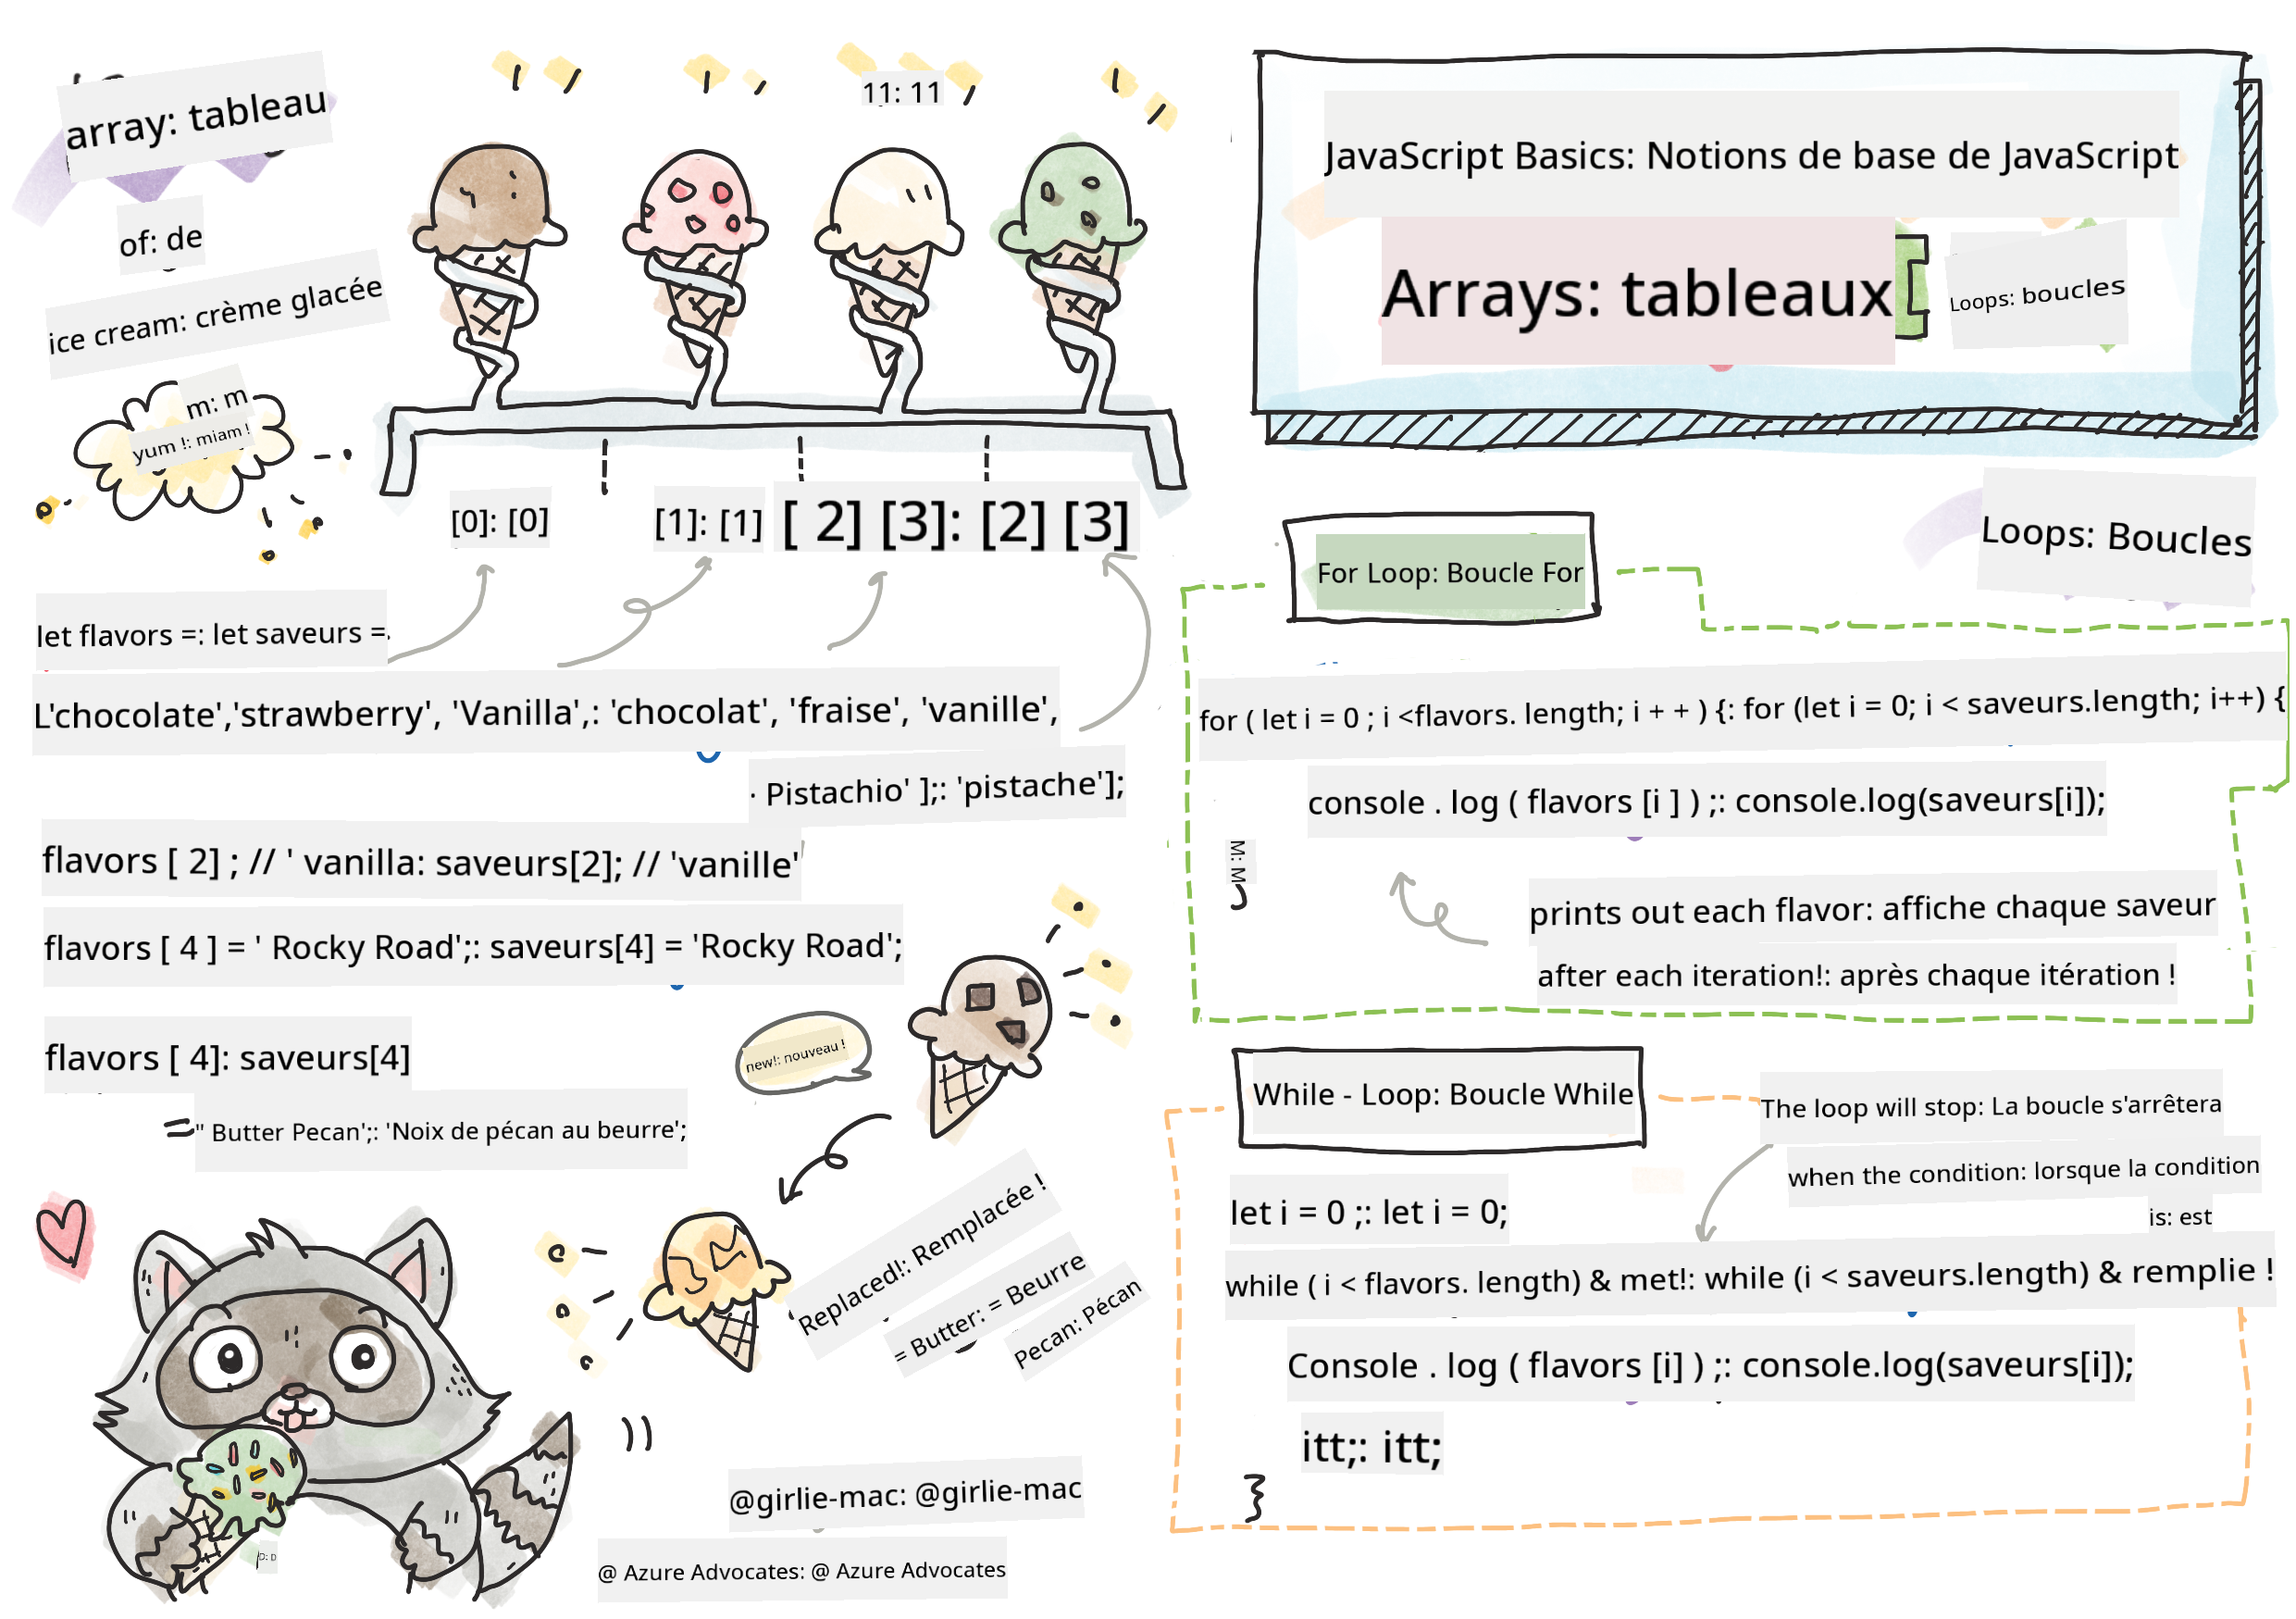 array: tableau
of: de
ice cream: crème glacée
m: m
yum !: miam !
11: 11
[0]: [0]
[1]: [1]
[ 2] [3]: [2] [3]
let flavors =: let saveurs =
L'chocolate','strawberry', 'Vanilla',: 'chocolat', 'fraise', 'vanille',
· Pistachio' ];: 'pistache'];
flavors [ 2] ; // ' vanilla: saveurs[2]; // 'vanille'
flavors [ 4 ] = ' Rocky Road';: saveurs[4] = 'Rocky Road';
flavors [ 4]: saveurs[4]
=" Butter Pecan';: 'Noix de pécan au beurre';
new!: nouveau !
Replaced!: Remplacée !
= Butter: = Beurre
Pecan: Pécan
D: D
@girlie-mac: @girlie-mac
@ Azure Advocates: @ Azure Advocates
JavaScript Basics: Notions de base de JavaScript
Arrays: tableaux
Loops: boucles
Loops: Boucles
For Loop: Boucle For
for ( let i = 0 ; i <flavors. length; i + + ) {: for (let i = 0; i < saveurs.length; i++) {
console . log ( flavors [i ] ) ;: console.log(saveurs[i]);
M: M
prints out each flavor: affiche chaque saveur
after each iteration!: après chaque itération !
While - Loop: Boucle While
The loop will stop: La boucle s'arrêtera
when the condition: lorsque la condition
is: est
let i = 0 ;: let i = 0;
while ( i < flavors. length) & met!: while (i < saveurs.length) & remplie !
Console . log ( flavors [i] ) ;: console.log(saveurs[i]);
itt;: itt;
}